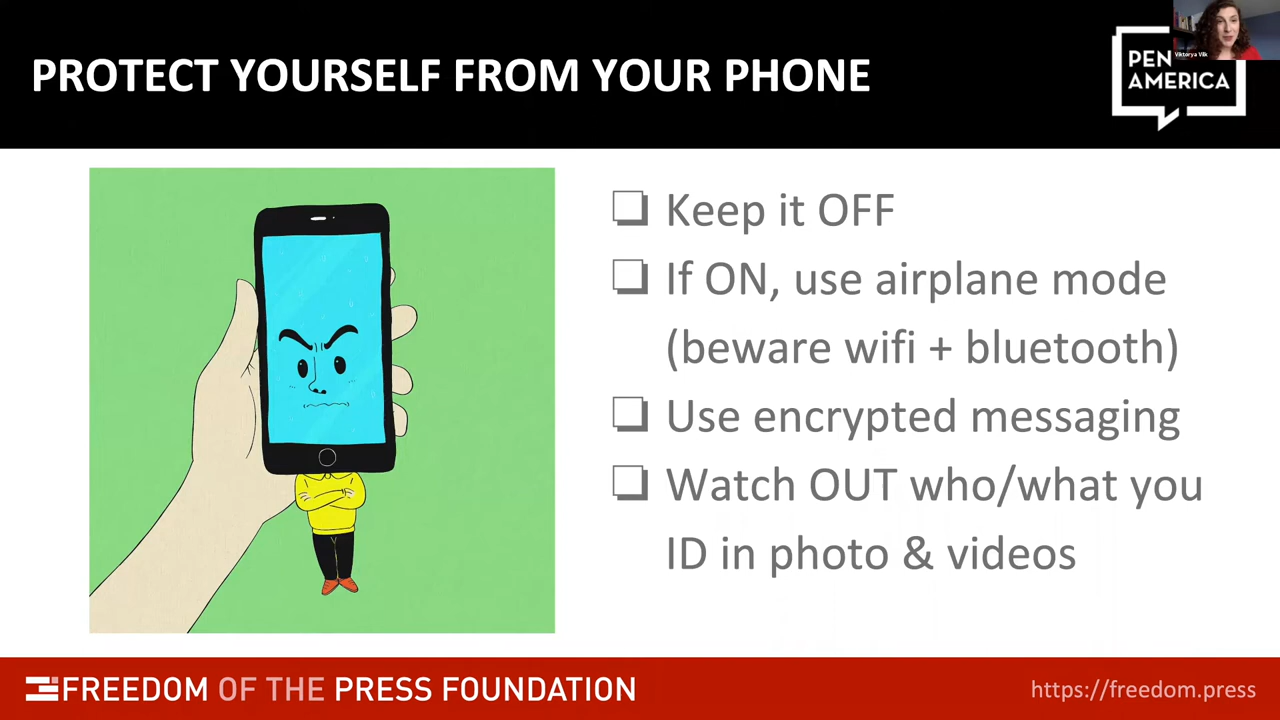 PROTECT YOURSELF FROM YOUR PHONE
Viktorya Vilk
PEN
AMERICA
❏ Keep it OFF
❏ If ON, use airplane mode
(beware wifi + bluetooth)
❏ Use encrypted messaging
❏ Watch OUT who/what you
ID in photo & videos
FREEDOM OF THE PRESS FOUNDATION
https://freedom.press